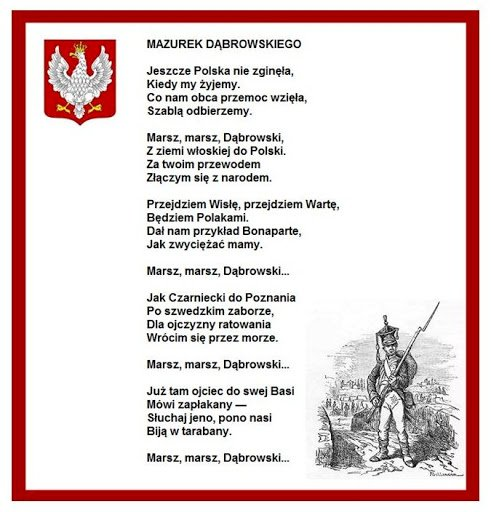 MAZUREK DĄBROWSKIEGO
Jeszcze Polska nie zginęła,
Kiedy my żyjemy.
Co nam obca przemoc wzięła,
Szablą odbierzemy.
Marsz, marsz, Dąbrowski,
Z ziemi włoskiej do Polski.
Za twoim przewodem
Złączym się z narodem.
Przejdziem Wisłę, przejdziem Wartę,
Będziem Polakami.
Dał nam przykład Bonaparte,
Jak zwyciężać mamy.
Marsz, marsz, Dąbrowski...
Jak Czarniecki do Poznania
Po szwedzkim zaborze,
Dla ojczyzny ratowania
Wrócim się przez morze.
Marsz, marsz, Dąbrowski...
Już tam ojciec do swej Basi
Mówi zapłakany —
Słuchaj jeno, pono nasi
Biją w tarabany.
Marsz, marsz, Dąbrowski...